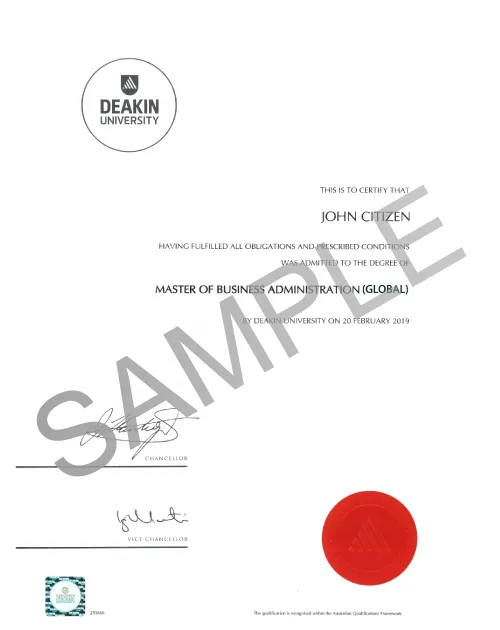 DEAKIN
UNIVERSITY
THIS IS TO CERTIFY THAT
JOHN CITIZEN
HAVING FULFILLED ALL OBLIGATIONS AND PRESCRIBED CONDITIONS
WAS ADMITTED TO THE DEGREE OF
MASTER OF BUSINESS ADMINISTRATION (GLOBAL)
BY DEAKIN UNIVERSITY ON 20 FEBRUARY 2019
SAMPLE
CHANCELLOR
VICE-CHANCELLOR
The qualification is recognised within the Australian Qualifications Framework.